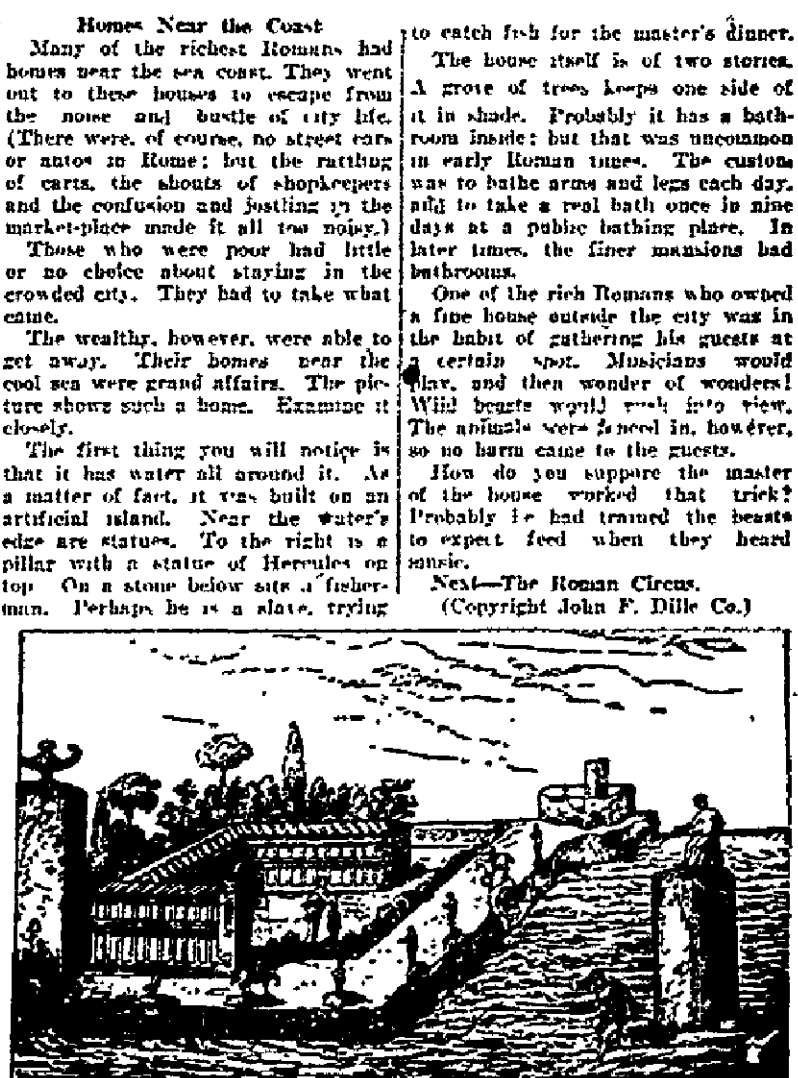 Homes Near the Coast
Many of the richest Romans had
homes near the sea coast. They went
out to these houses to escape from
the noise and bustle of city life.
(There were, of course, no street cars
or autos in Rome; but the rattling
of carts, the shouts of shopkeepers
and the confusion and jostling in the
market-place made it all too noisy.)
Those who were poor had little
or no choice about staying in the
crowded city. They had to take what
came.
The wealthy, however, were able to
get away. Their homes near the
cool sea were grand affairs. The pic-
ture shows such a home. Examine it
closely.
The first thing you will notice is
that it has water all around it. As
a matter of fact, it was built on an
artificial island. Near the water's
edge are statues. To the right is a
pillar with a statue of Hercules on
top. On a stone below sits a fisher-
man. Perhaps he is a slave, trying
to catch fish for the master's dinner.
The house itself is of two stories.
A grove of trees keeps one side of
it in shade. Probably it has a bath-
room inside; but that was uncommon
in early Roman times. The custom
was to bathe arms and legs each day,
and to take a real bath once in nine
days at a public bathing place. In
later times, the finer mansions had
bathrooms.
One of the rich Romans who owned
a fine house outside the city was in
the habit of gathering his guests at
a certain spot. Musicians would
play, and then wonder of wonders!
Wild beasts would rush into view.
The animals were fenced in, however,
so no harm came to the guests.
How do you suppose the master
of the house worked that trick?
Probably he had trained the beasts
to expect feed when they heard
music.
Next—The Roman Circus.
(Copyright John F. Dille Co.)